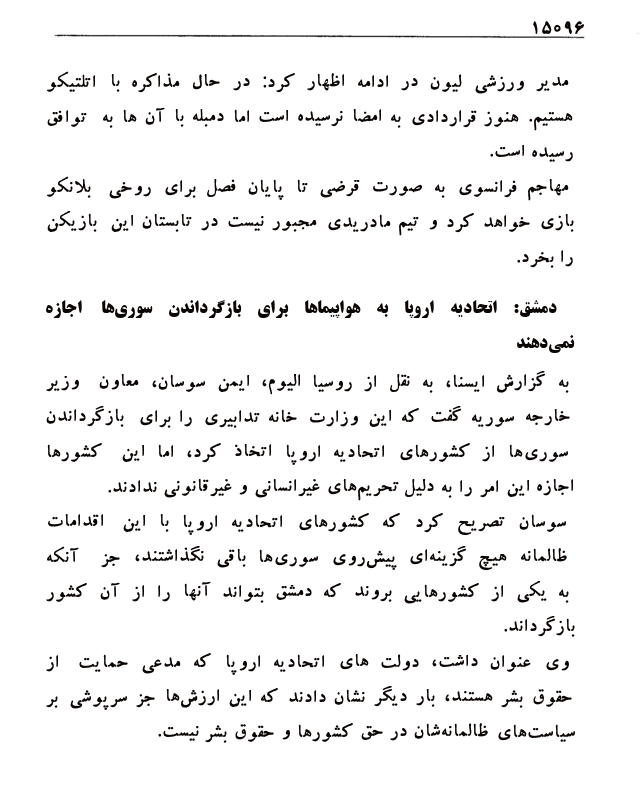 ۱۵۰۹۶
مدیر ورزشی لیون در ادامه اظهار کرد: در حال مذاکره با اتلتیکو
هستیم. هنوز قراردادی به امضا نرسیده است اما دمبله با آن ها به توافق
رسیده است.
مهاجم فرانسوی به صورت قرضی تا پایان فصل برای روخی بلانکو
بازی خواهد کرد و تیم مادریدی مجبور نیست در تابستان این بازیکن
را بخرد.
دمشق: اتحادیه اروپا به هواپیماها برای بازگرداندن سوری‌ها اجازه
نمی‌دهند
به گزارش ایسنا، به نقل از روسیا الیوم، ایمن سوسان، معاون وزیر
خارجه سوریه گفت که این وزارت خانه تدابیری را برای بازگرداندن
سوری‌ها از کشورهای اتحادیه اروپا اتخاذ کرد، اما این کشورها
اجازه این امر را به دلیل تحریم‌های غیرانسانی و غیرقانونی ندادند.
سوسان تصریح کرد که کشورهای اتحادیه اروپا با این اقدامات
ظالمانه هیچ گزینه‌ای پیش‌روی سوری‌ها باقی نگذاشتند، جز آنکه
به یکی از کشورهایی بروند که دمشق بتواند آنها را از آن کشور
بازگرداند.
وی عنوان داشت، دولت های اتحادیه اروپا که مدعی حمایت از
حقوق بشر هستند، بار دیگر نشان دادند که این ارزش‌ها جز سرپوشی بر
سیاست‌های ظالمانه‌شان در حق کشورها و حقوق بشر نیست.